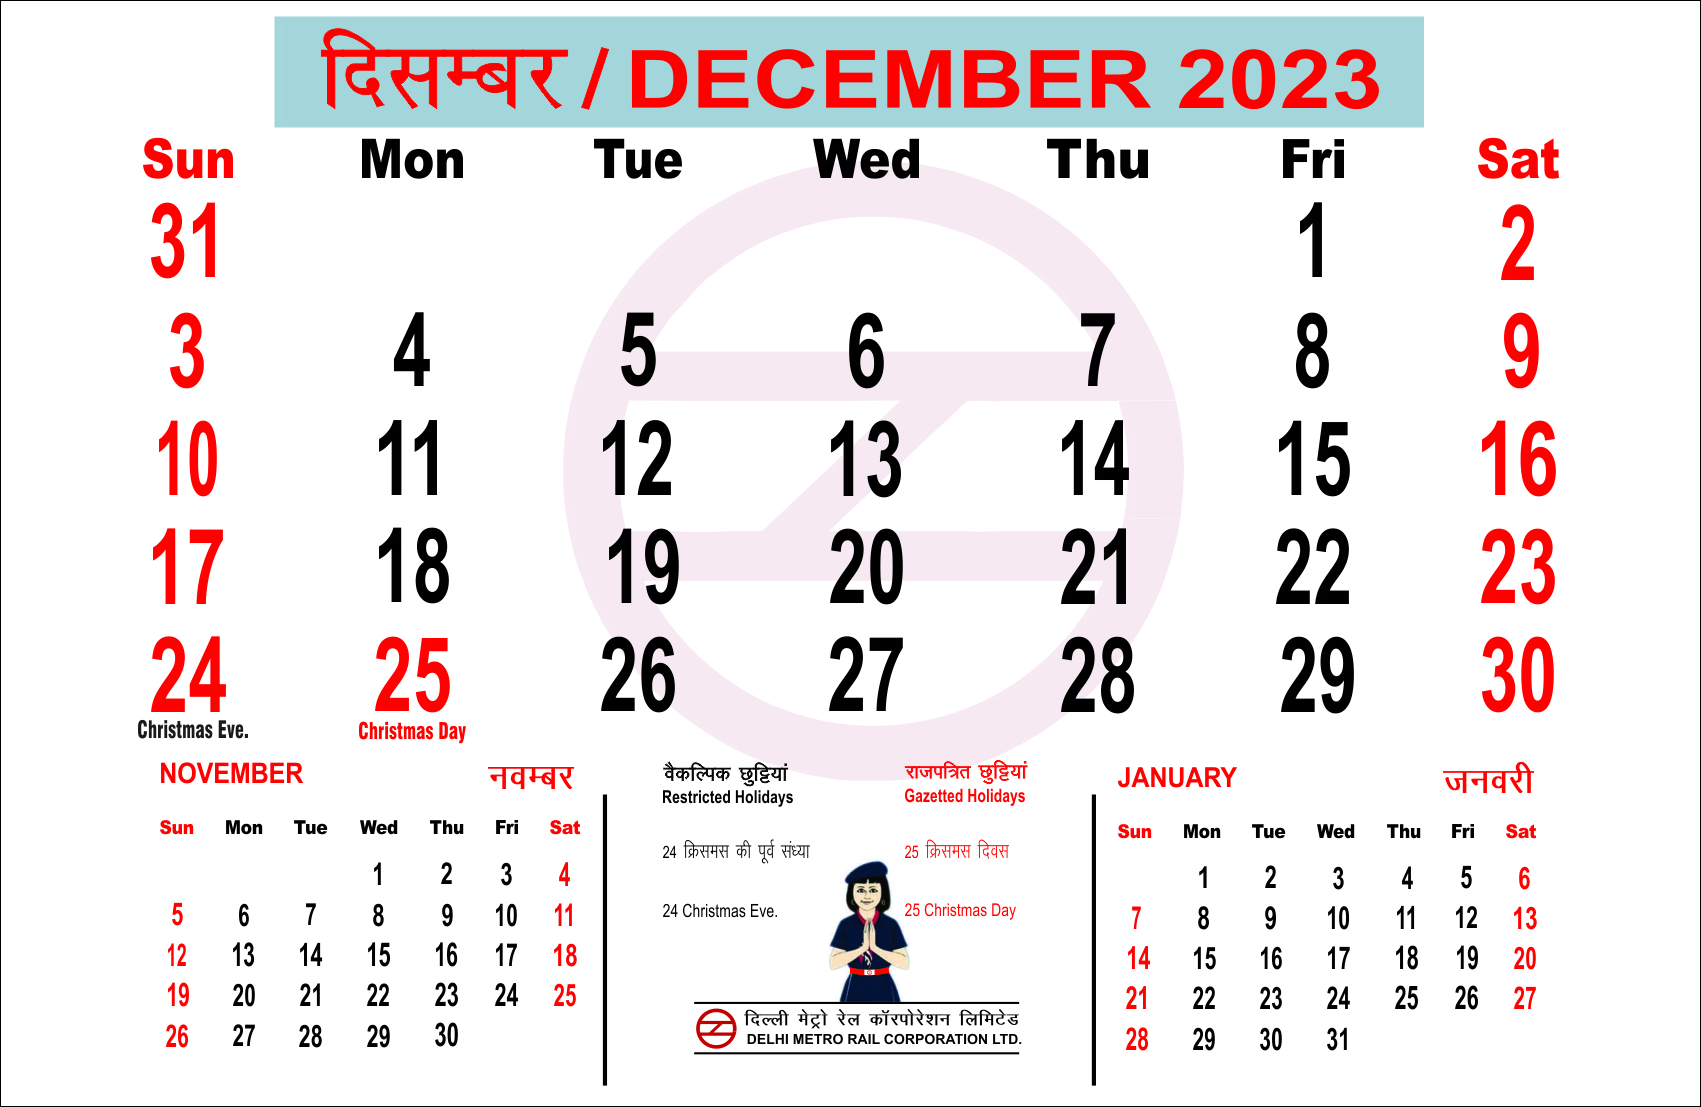 दिसम्बर / DECEMBER 2023
Sun Mon Tue Wed Thu Fri Sat
31 1 2
3 4 5 6 7 8 9
10 11 12 13 14 15 16
17 18 19 20 21 22 23
24 25 26 27 28 29 30
Christmas Eve. Christmas Day
NOVEMBER नवम्बर
Sun Mon Tue Wed Thu Fri Sat
1 2 3 4
5 6 7 8 9 10 11
12 13 14 15 16 17 18
19 20 21 22 23 24 25
26 27 28 29 30
वैकल्पिक छुट्टियां
Restricted Holidays
24 क्रिसमस की पूर्व संध्या
24 Christmas Eve.
राजपत्रित छुट्टियां
Gazetted Holidays
25 क्रिसमस दिवस
25 Christmas Day
दिल्ली मेट्रो रेल कॉरपोरेशन लिमिटेड
DELHI METRO RAIL CORPORATION LTD.
JANUARY जनवरी
Sun Mon Tue Wed Thu Fri Sat
1 2 3 4 5 6
7 8 9 10 11 12 13
14 15 16 17 18 19 20
21 22 23 24 25 26 27
28 29 30 31